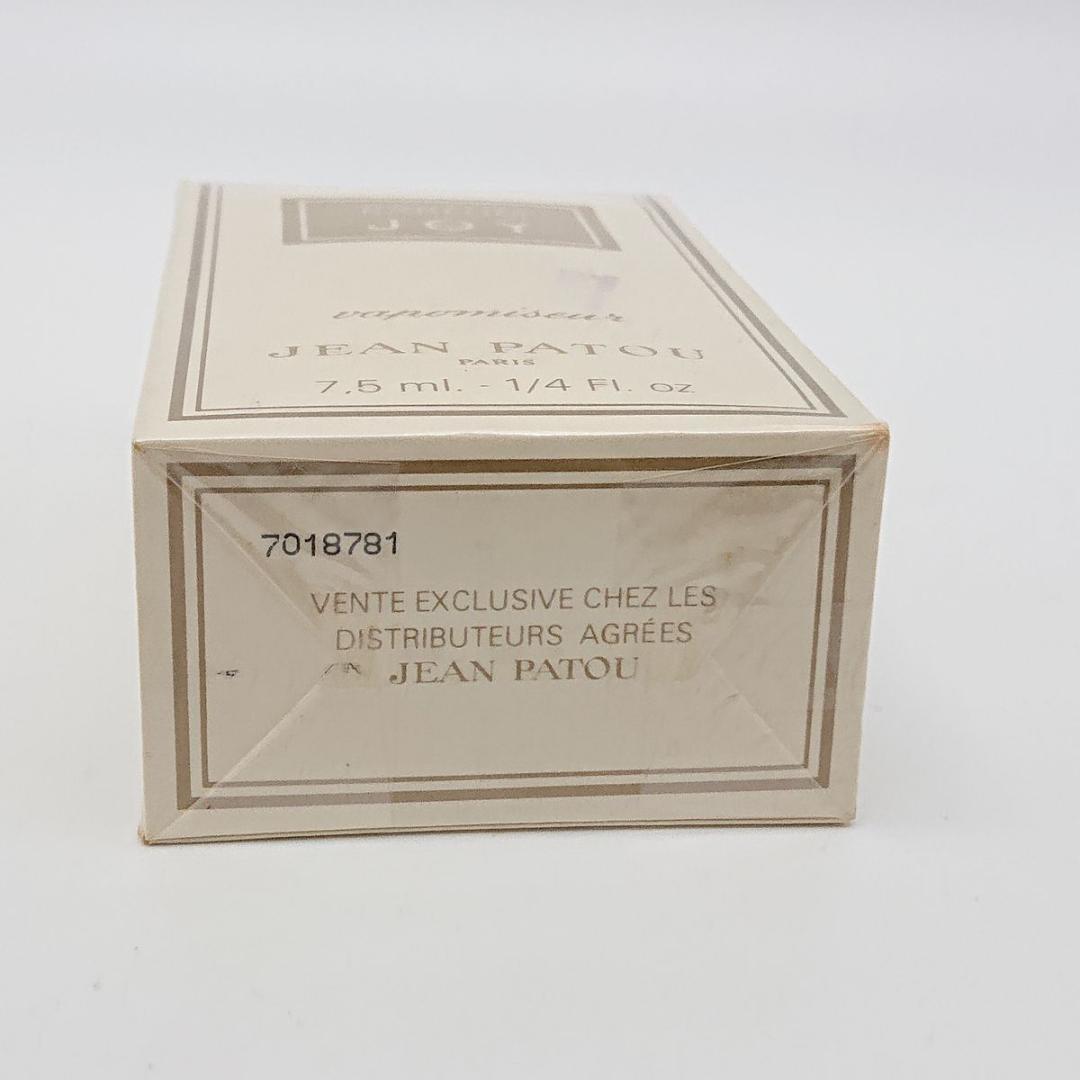 JOY
vaporisateur
JEAN PATOU
PARIS
7,5 ml. - 1/4 Fl. oz
7018781
VENTE EXCLUSIVE CHEZ LES
DISTRIBUTEURS AGRÉES
JEAN PATOU